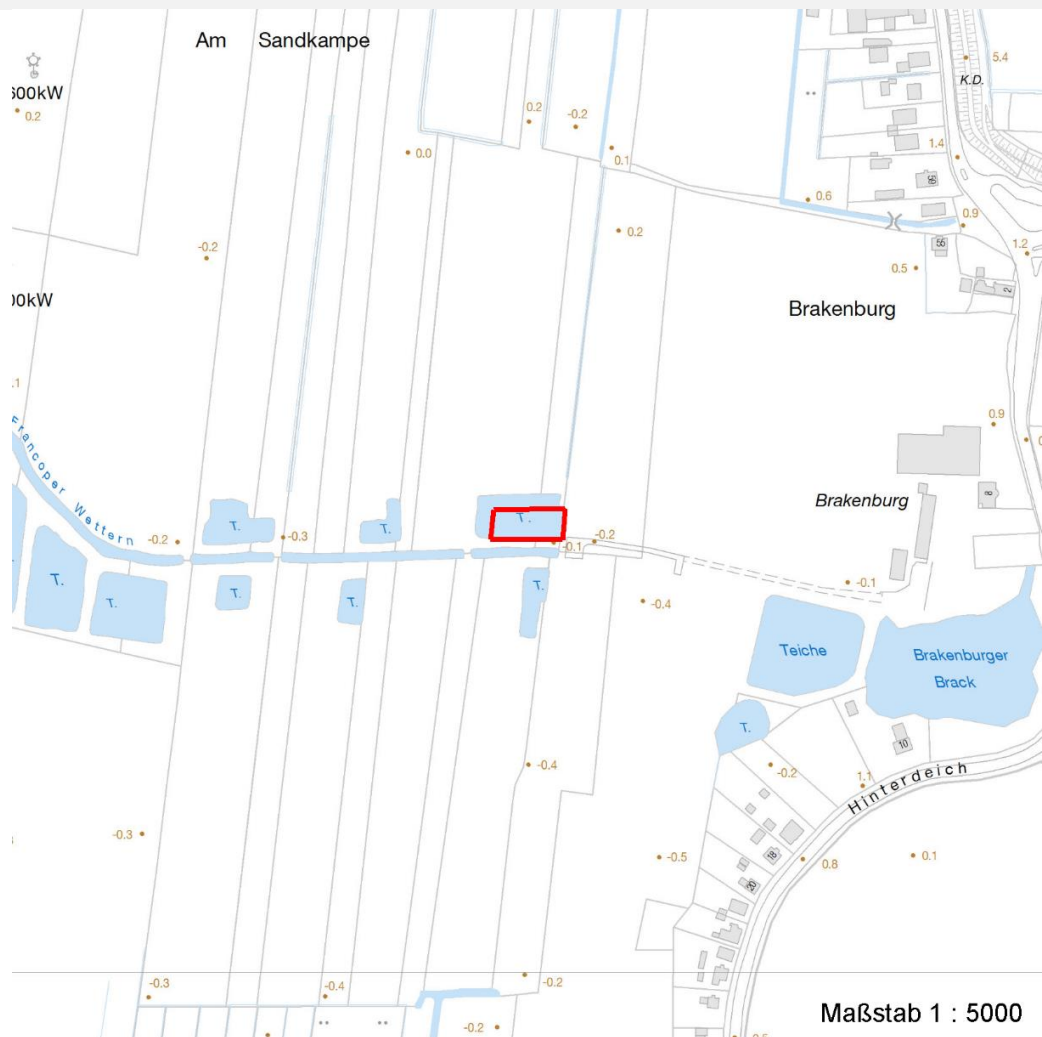 Am Sandkampe
5.4
K.D.
600kW
0.2
0.2
-0.2
0.0
0.1
1.4
59
0.6
0.9
0.2
55
1.2
-0.2
0.5
2
00kW
Brakenburg
.1
0.9
Francoper Wettern
Brakenburg
8
T.
T.
T.
-0.2
-0.3
-0.1
-0.2
T.
T.
T.
T.
T.
-0.1
-0.4
Teiche
Brakenburger
Brack
T.
10
-0.4
-0.2
1.1
Hinterdeich
-0.3
-0.5
18
0.8
0.1
20
-0.3
-0.4
-0.2
-0.2
Maßstab 1 : 5000